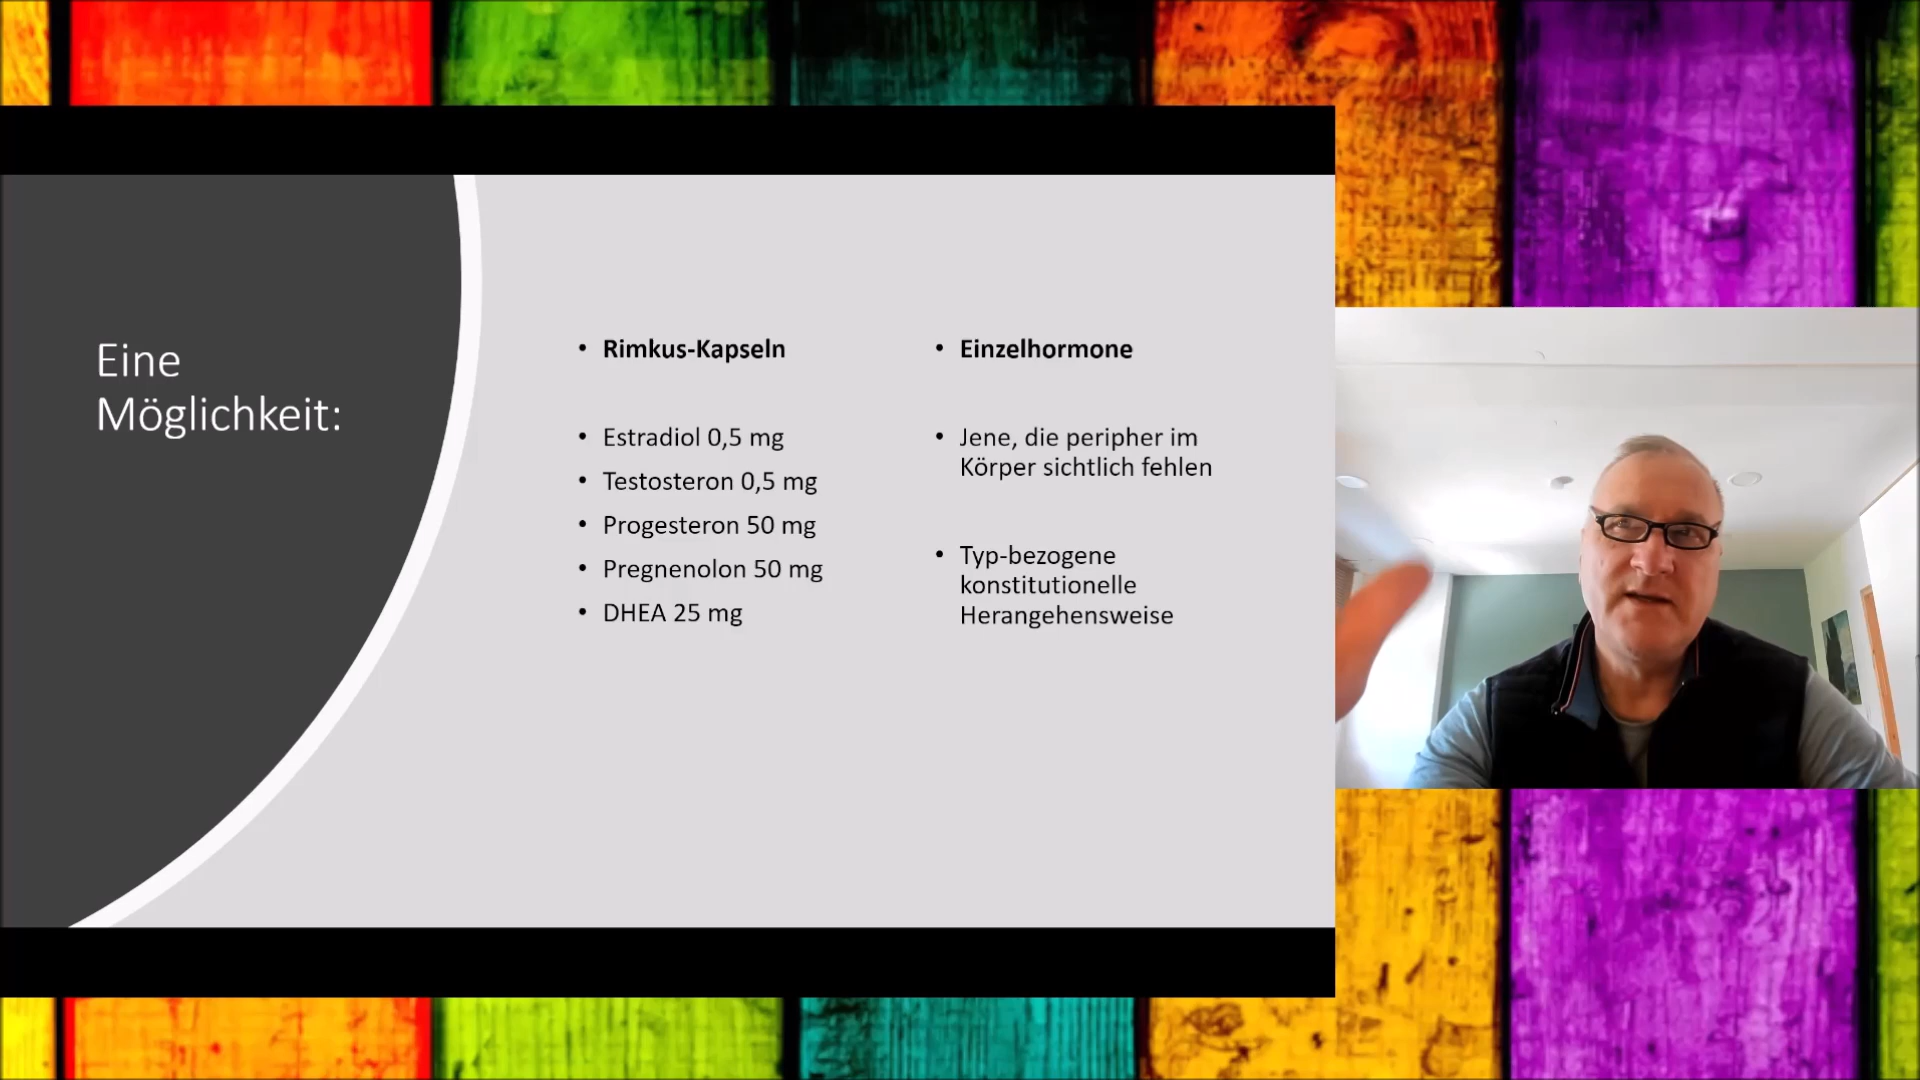 Eine
Möglichkeit:
• Rimkus-Kapseln
• Estradiol 0,5 mg
• Testosteron 0,5 mg
• Progesteron 50 mg
• Pregnenolon 50 mg
• DHEA 25 mg
• Einzelhormone
• Jene, die peripher im
Körper sichtlich fehlen
• Typ-bezogene
konstitutionelle
Herangehensweise